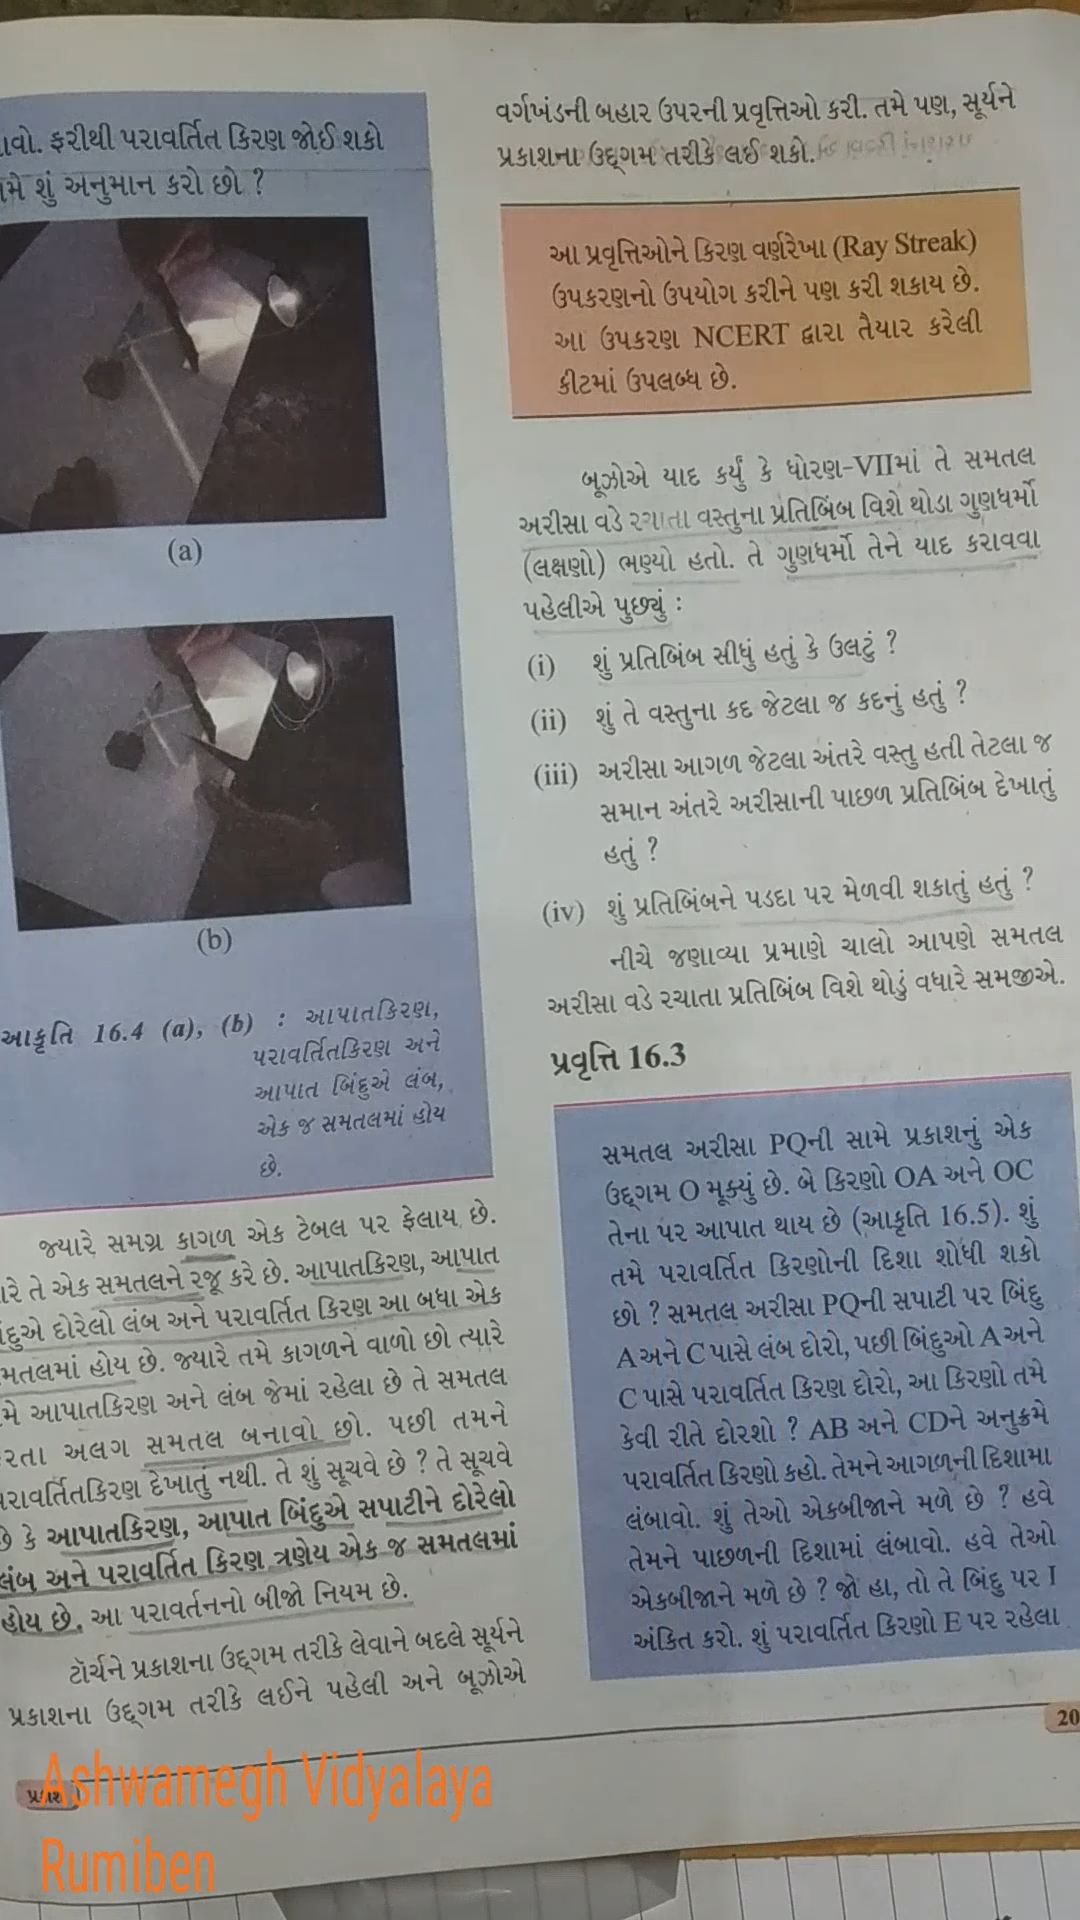 ાવો. ફરીથી પરાવર્તિત કિરણ જોઈ શકો
મે શું અનુમાન કરો છો ?
(a)
(b)
આકૃતિ 16.4 (a), (b) : આપાતકિરણ,
પરાવર્તિતકિરણ અને
આપાત બિંદુએ લંબ,
એક જ સમતલમાં હોય
છે.
જ્યારે સમગ્ર કાગળ એક ટેબલ પર ફેલાય છે.
રે તે એક સમતલને રજૂ કરે છે. આપાતકિરણ, આપાત
દુએ દોરેલો લંબ અને પરાવર્તિત કિરણ આ બધા એક
મતલમાં હોય છે. જ્યારે તમે કાગળને વાળો છો ત્યારે
મે આપાતકિરણ અને લંબ જેમાં રહેલા છે તે સમતલ
રતા અલગ સમતલ બનાવો છો. પછી તમને
પરાવર્તિતકિરણ દેખાતું નથી. તે શું સૂચવે છે ? તે સૂચવે
છે કે આપાતકિરણ, આપાત બિંદુએ સપાટીને દોરેલો
લંબ અને પરાવર્તિત કિરણ ત્રણેય એક જ સમતલમાં
હોય છે. આ પરાવર્તનનો બીજો નિયમ છે.
ટૉર્ચને પ્રકાશના ઉદ્ગમ તરીકે લેવાને બદલે સૂર્યને
પ્રકાશના ઉદ્ગમ તરીકે લઈને પહેલી અને બૂઝોએ
વર્ગખંડની બહાર ઉપરની પ્રવૃત્તિઓ કરી. તમે પણ, સૂર્યને
પ્રકાશના ઉદ્ગમ તરીકે લઈ શકો.
આ પ્રવૃત્તિઓને કિરણ વર્ણરેખા (Ray Streak)
ઉપકરણનો ઉપયોગ કરીને પણ કરી શકાય છે.
આ ઉપકરણ NCERT દ્વારા તૈયાર કરેલી
કીટમાં ઉપલબ્ધ છે.
બૂઝોએ યાદ કર્યું કે ધોરણ-VIIમાં તે સમતલ
અરીસા વડે રચાતા વસ્તુના પ્રતિબિંબ વિશે થોડા ગુણધર્મો
(લક્ષણો) ભણ્યો હતો. તે ગુણધર્મો તેને યાદ કરાવવા
પહેલીએ પુછ્યું :
(i) શું પ્રતિબિંબ સીધું હતું કે ઉલટું ?
(ii) શું તે વસ્તુના કદ જેટલા જ કદનું હતું ?
(iii) અરીસા આગળ જેટલા અંતરે વસ્તુ હતી તેટલા જ
સમાન અંતરે અરીસાની પાછળ પ્રતિબિંબ દેખાતું
હતું ?
(iv) શું પ્રતિબિંબને પડદા પર મેળવી શકાતું હતું ?
નીચે જણાવ્યા પ્રમાણે ચાલો આપણે સમતલ
અરીસા વડે રચાતા પ્રતિબિંબ વિશે થોડું વધારે સમજીએ.
પ્રવૃત્તિ 16.3
સમતલ અરીસા PQની સામે પ્રકાશનું એક
ઉદ્ગમ O મૂક્યું છે. બે કિરણો OA અને OC
તેના પર આપાત થાય છે (આકૃતિ 16.5). શું
તમે પરાવર્તિત કિરણોની દિશા શોધી શકો
છો ? સમતલ અરીસા PQની સપાટી પર બિંદુ
A અને C પાસે લંબ દોરો, પછી બિંદુઓ A અને
C પાસે પરાવર્તિત કિરણ દોરો, આ કિરણો તમે
કેવી રીતે દોરશો ? AB અને CDને અનુક્રમે
પરાવર્તિત કિરણો કહો. તેમને આગળની દિશામા
લંબાવો. શું તેઓ એકબીજાને મળે છે ? હવે
તેમને પાછળની દિશામાં લંબાવો. હવે તેઓ
એકબીજાને મળે છે ? જો હા, તો તે બિંદુ પર I
અંકિત કરો. શું પરાવર્તિત કિરણો E પર રહેલા
20
પ્રકાશ
Ashwamegh Vidyalaya
Rumiben